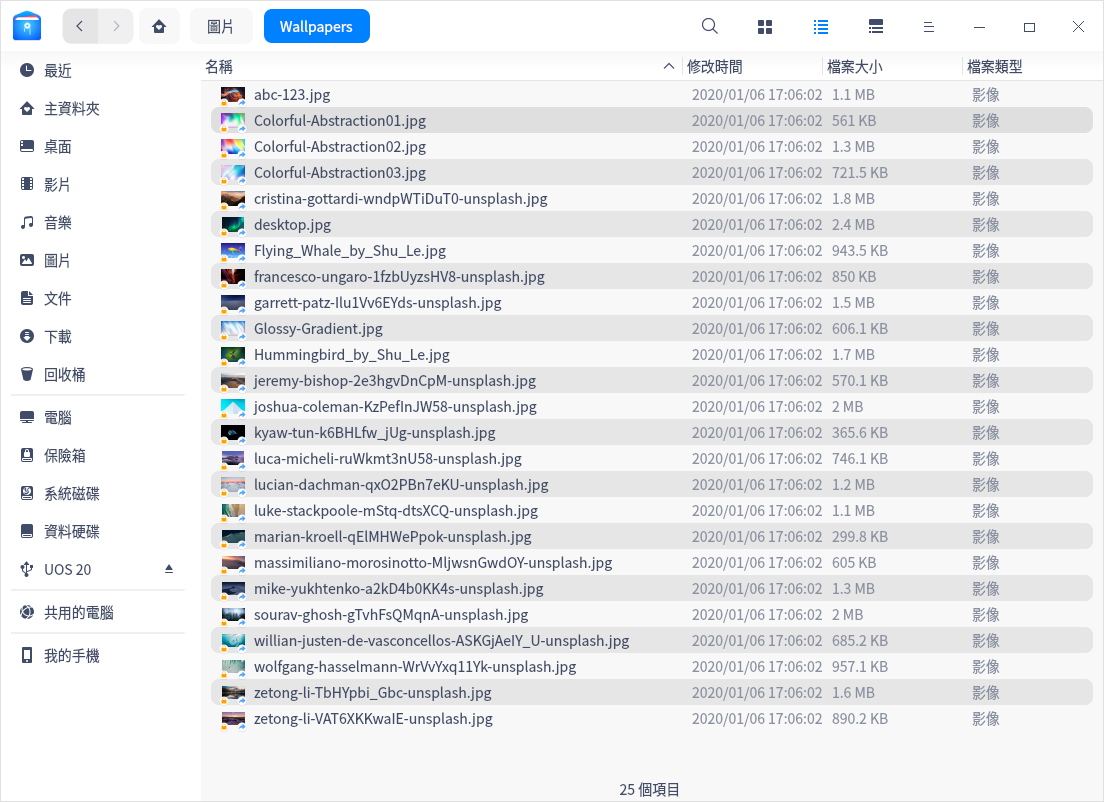 圖片
Wallpapers
最近
主資料夾
桌面
影片
音樂
圖片
文件
下載
回收桶
電腦
保險箱
系統磁碟
資料硬碟
UOS 20
共用的電腦
我的手機
名稱 修改時間 檔案大小 檔案類型
abc-123.jpg 2020/01/06 17:06:02 1.1 MB 影像
Colorful-Abstraction01.jpg 2020/01/06 17:06:02 561 KB 影像
Colorful-Abstraction02.jpg 2020/01/06 17:06:02 1.3 MB 影像
Colorful-Abstraction03.jpg 2020/01/06 17:06:02 721.5 KB 影像
cristina-gottardi-wndpWTiDuT0-unsplash.jpg 2020/01/06 17:06:02 1.8 MB 影像
desktop.jpg 2020/01/06 17:06:02 2.4 MB 影像
Flying_Whale_by_Shu_Le.jpg 2020/01/06 17:06:02 943.5 KB 影像
francesco-ungaro-1fzbUyzsHV8-unsplash.jpg 2020/01/06 17:06:02 850 KB 影像
garrett-patz-Ilu1Vv6EYds-unsplash.jpg 2020/01/06 17:06:02 1.5 MB 影像
Glossy-Gradient.jpg 2020/01/06 17:06:02 606.1 KB 影像
Hummingbird_by_Shu_Le.jpg 2020/01/06 17:06:02 1.7 MB 影像
jeremy-bishop-2e3hgvDnCpM-unsplash.jpg 2020/01/06 17:06:02 570.1 KB 影像
joshua-coleman-KzPefInJW58-unsplash.jpg 2020/01/06 17:06:02 2 MB 影像
kyaw-tun-k6BHLfw_jUg-unsplash.jpg 2020/01/06 17:06:02 365.6 KB 影像
luca-micheli-ruWkmt3nU58-unsplash.jpg 2020/01/06 17:06:02 746.1 KB 影像
lucian-dachman-qxO2PBn7eKU-unsplash.jpg 2020/01/06 17:06:02 1.2 MB 影像
luke-stackpoole-mStq-dtsXCQ-unsplash.jpg 2020/01/06 17:06:02 1.1 MB 影像
marian-kroell-qElMHWePpok-unsplash.jpg 2020/01/06 17:06:02 299.8 KB 影像
massimiliano-morosinotto-MljwsnGwdOY-unsplash.jpg 2020/01/06 17:06:02 605 KB 影像
mike-yukhtenko-a2kD4b0KK4s-unsplash.jpg 2020/01/06 17:06:02 1.3 MB 影像
sourav-ghosh-gTvhFsQMqnA-unsplash.jpg 2020/01/06 17:06:02 2 MB 影像
willian-justen-de-vasconcellos-ASKGjAeIY_U-unsplash.jpg 2020/01/06 17:06:02 685.2 KB 影像
wolfgang-hasselmann-WrVvYxq11Yk-unsplash.jpg 2020/01/06 17:06:02 957.1 KB 影像
zetong-li-TbHYpbi_Gbc-unsplash.jpg 2020/01/06 17:06:02 1.6 MB 影像
zetong-li-VAT6XKKwaIE-unsplash.jpg 2020/01/06 17:06:02 890.2 KB 影像
25 個項目